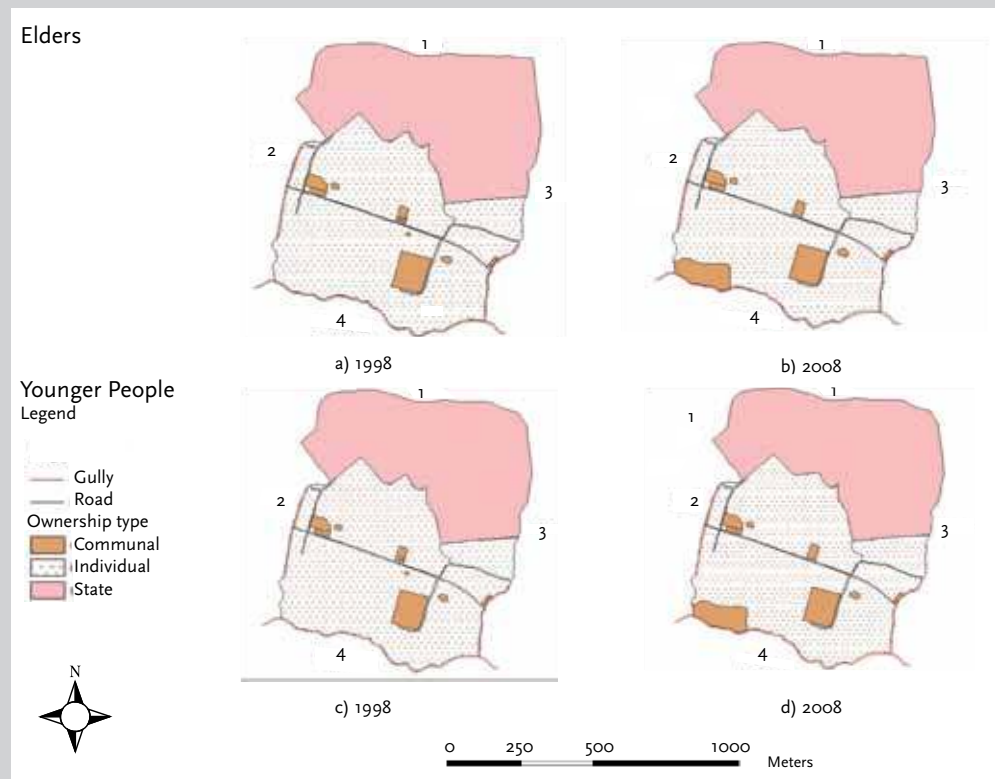 Elders
1
2
3
4
a) 1998
1
2
3
4
b) 2008
Younger People
Legend
Gully
Road
Ownership type
Communal
Individual
State
N
1
2
3
4
c) 1998
1
1
2
3
4
d) 2008
0 250 500 1000
Meters